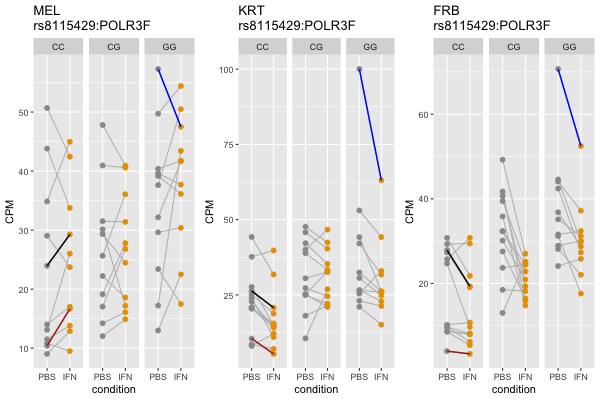 MEL
rs8115429:POLR3F
KRT
rs8115429:POLR3F
FRB
rs8115429:POLR3F
CC CG GG
CC CG GG
CC CG GG
CPM
50
40
30
20
10
PBS IFN PBS IFN PBS IFN
condition
CPM
100
75
50
25
PBS IFN PBS IFN PBS IFN
condition
CPM
60
40
20
PBS IFN PBS IFN PBS IFN
condition